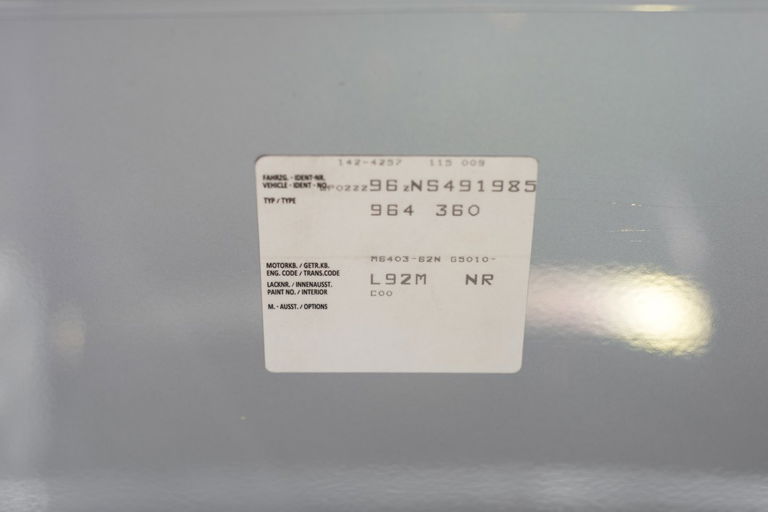 142-4257 115 009
FAHRZG. - IDENT-NR.
VEHICLE - IDENT - NO. WP0ZZZ96ZNS491985
TYP / TYPE 964 360
MOTORKB. / GETR.KB. M6403-62N G5010-
ENG. CODE / TRANS.CODE
LACKNR. / INNENAUSST. L92M NR
PAINT NO. / INTERIOR C00
M. - AUSST. / OPTIONS